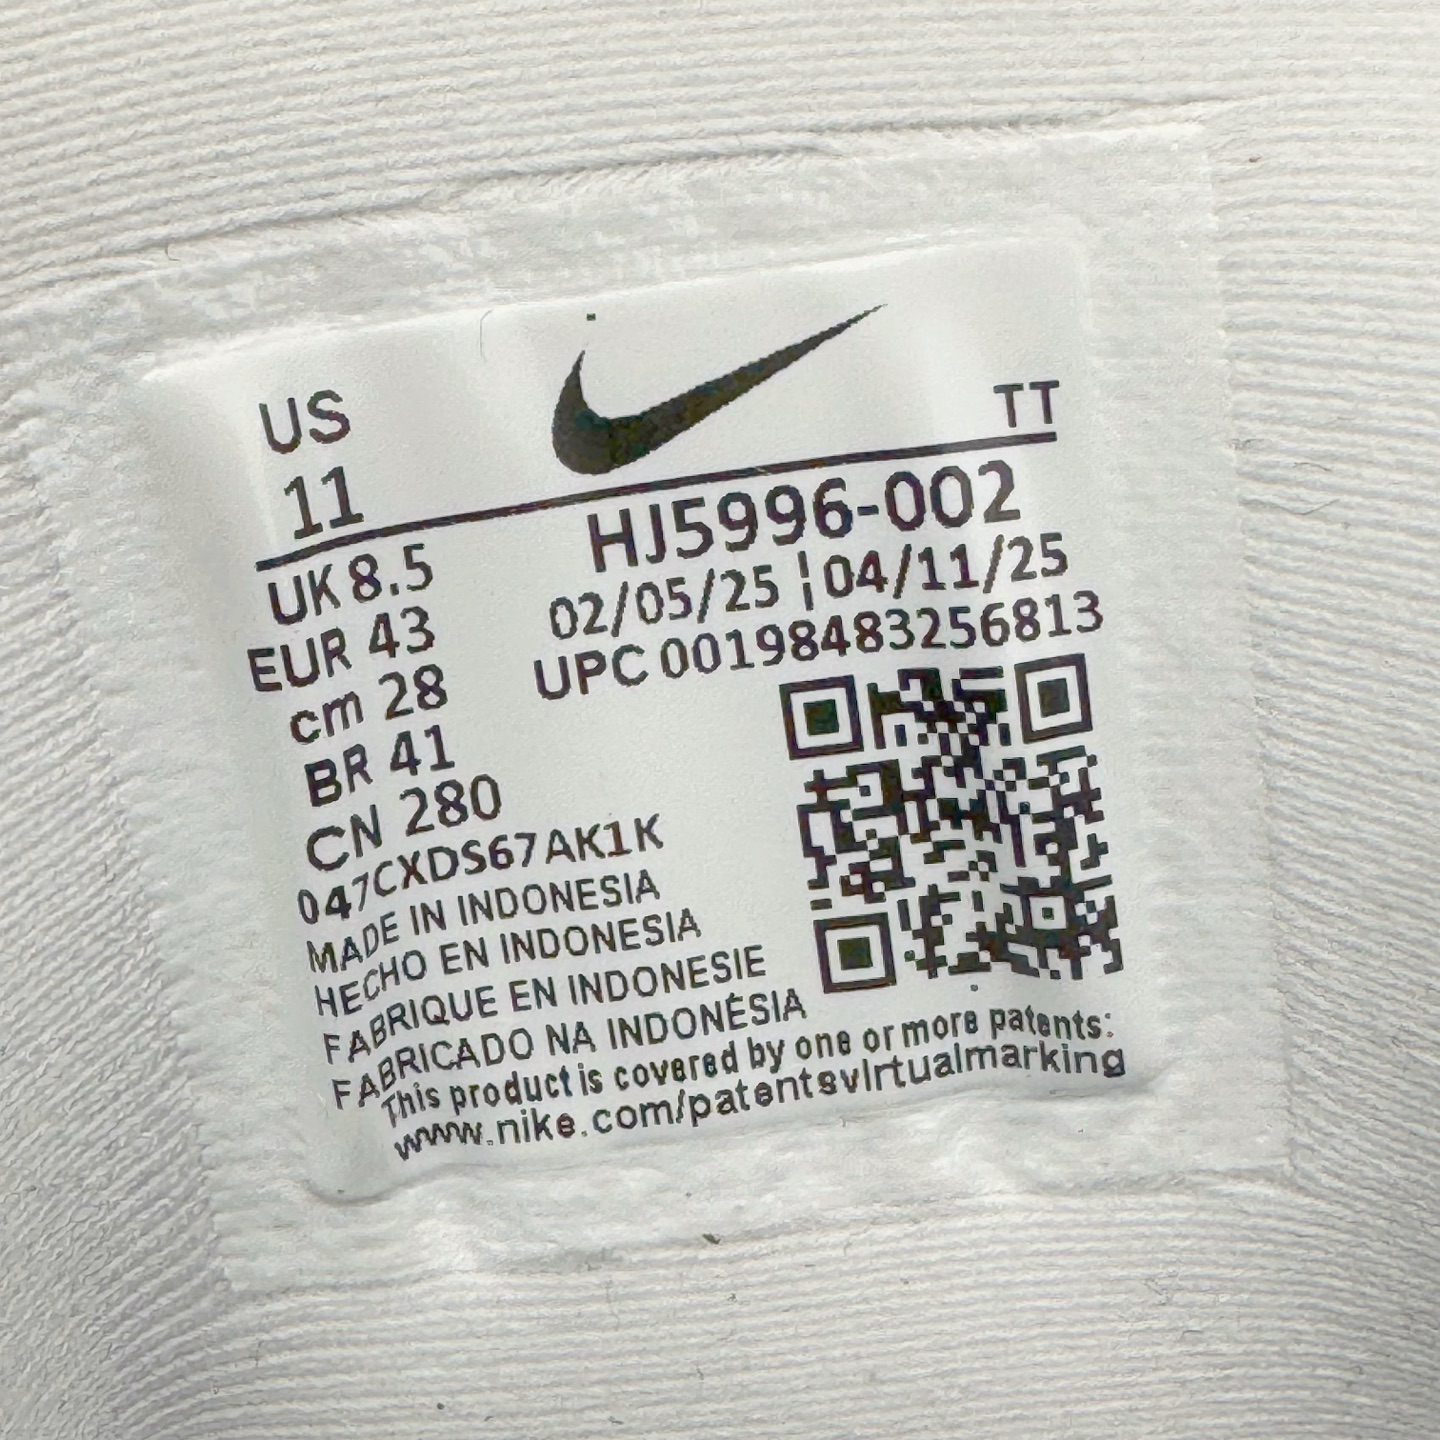 US
TT
11
HJ5996-002
UK 8.5
02/05/25 ¦ 04/11/25
EUR 43
UPC 00198483256813
cm 28
BR 41
CN 280
047CXDS67AK1K
MADE IN INDONESIA
HECHO EN INDONESIA
FABRIQUE EN INDONESIE
FABRICADO NA INDONÉSIA
This product is covered by one or more patents:
www.nike.com/patentsvirtualmarking